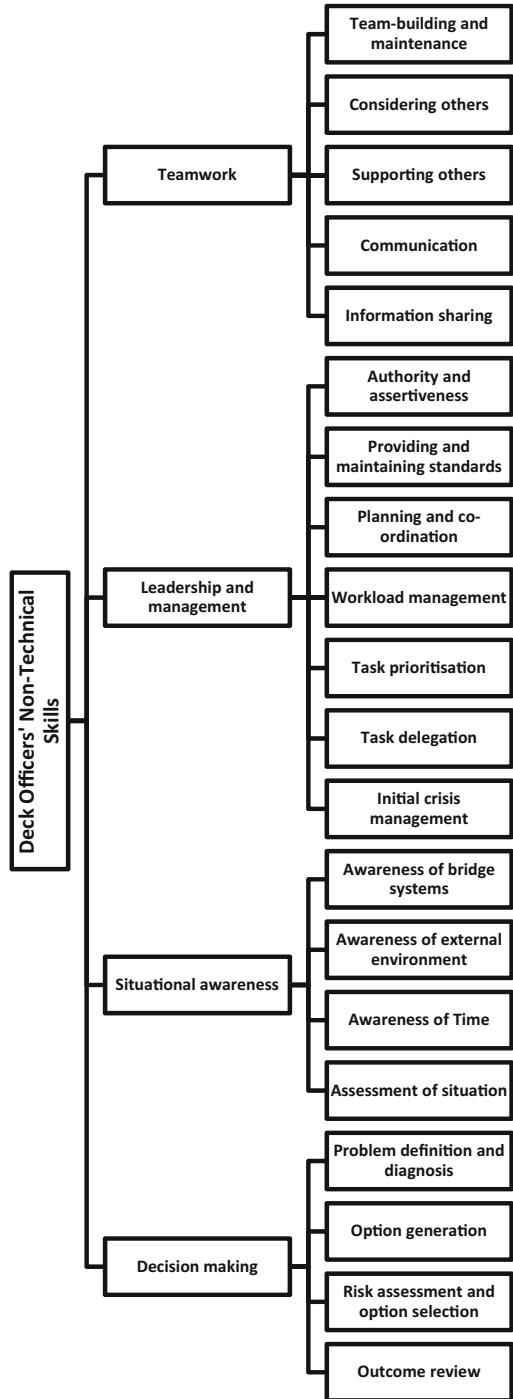 Deck Officers' Non-Technical
Skills
Teamwork
Team-building and
maintenance
Considering others
Supporting others
Communication
Information sharing
Leadership and
management
Authority and
assertiveness
Providing and
maintaining standards
Planning and co-
ordination
Workload management
Task prioritisation
Task delegation
Initial crisis
management
Situational awareness
Awareness of bridge
systems
Awareness of external
environment
Awareness of Time
Assessment of situation
Decision making
Problem definition and
diagnosis
Option generation
Risk assessment and
option selection
Outcome review